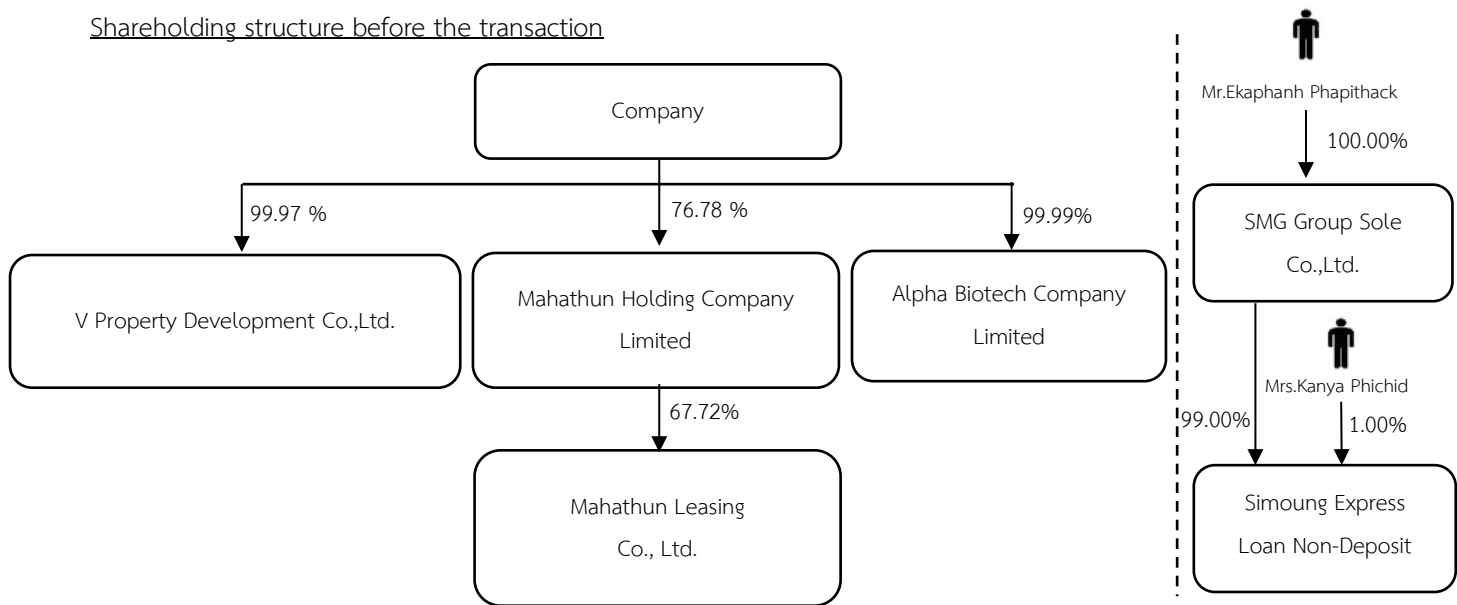 Shareholding structure before the transaction
Company
99.97 %
76.78 %
99.99%
V Property Development Co.,Ltd.
Mahathun Holding Company
Limited
Alpha Biotech Company
Limited
67.72%
Mahathun Leasing
Co., Ltd.
Mr.Ekaphanh Phapithack
100.00%
SMG Group Sole
Co.,Ltd.
Mrs.Kanya Phichid
99.00%
1.00%
Simoung Express
Loan Non-Deposit